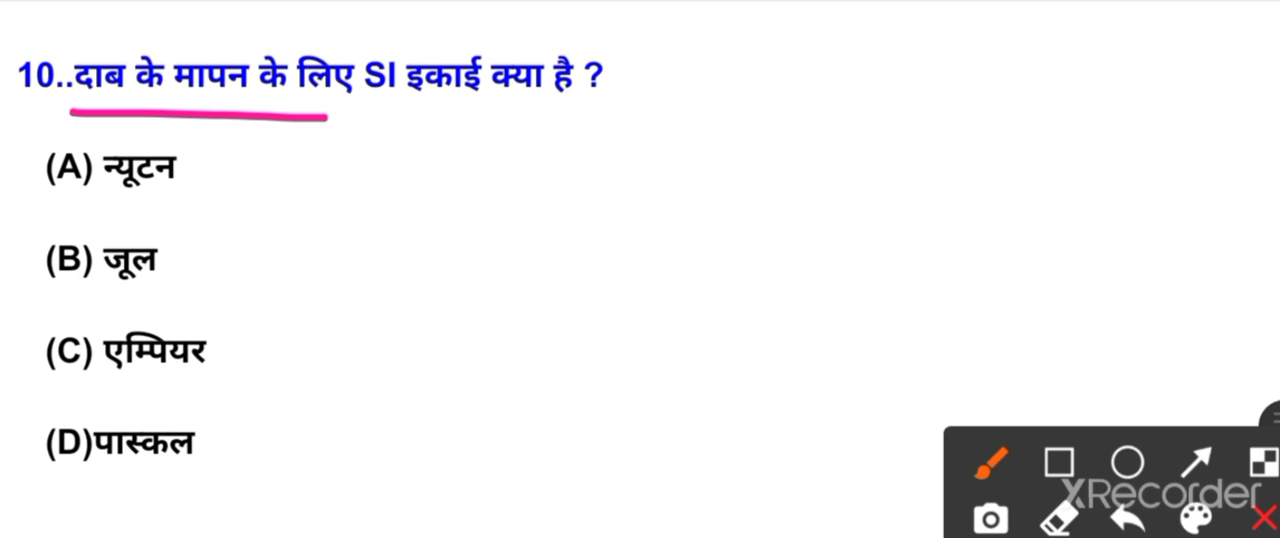 10..दाब के मापन के लिए SI इकाई क्या है ?
(A) न्यूटन
(B) जूल
(C) एम्पियर
(D)पास्कल
XRecorder